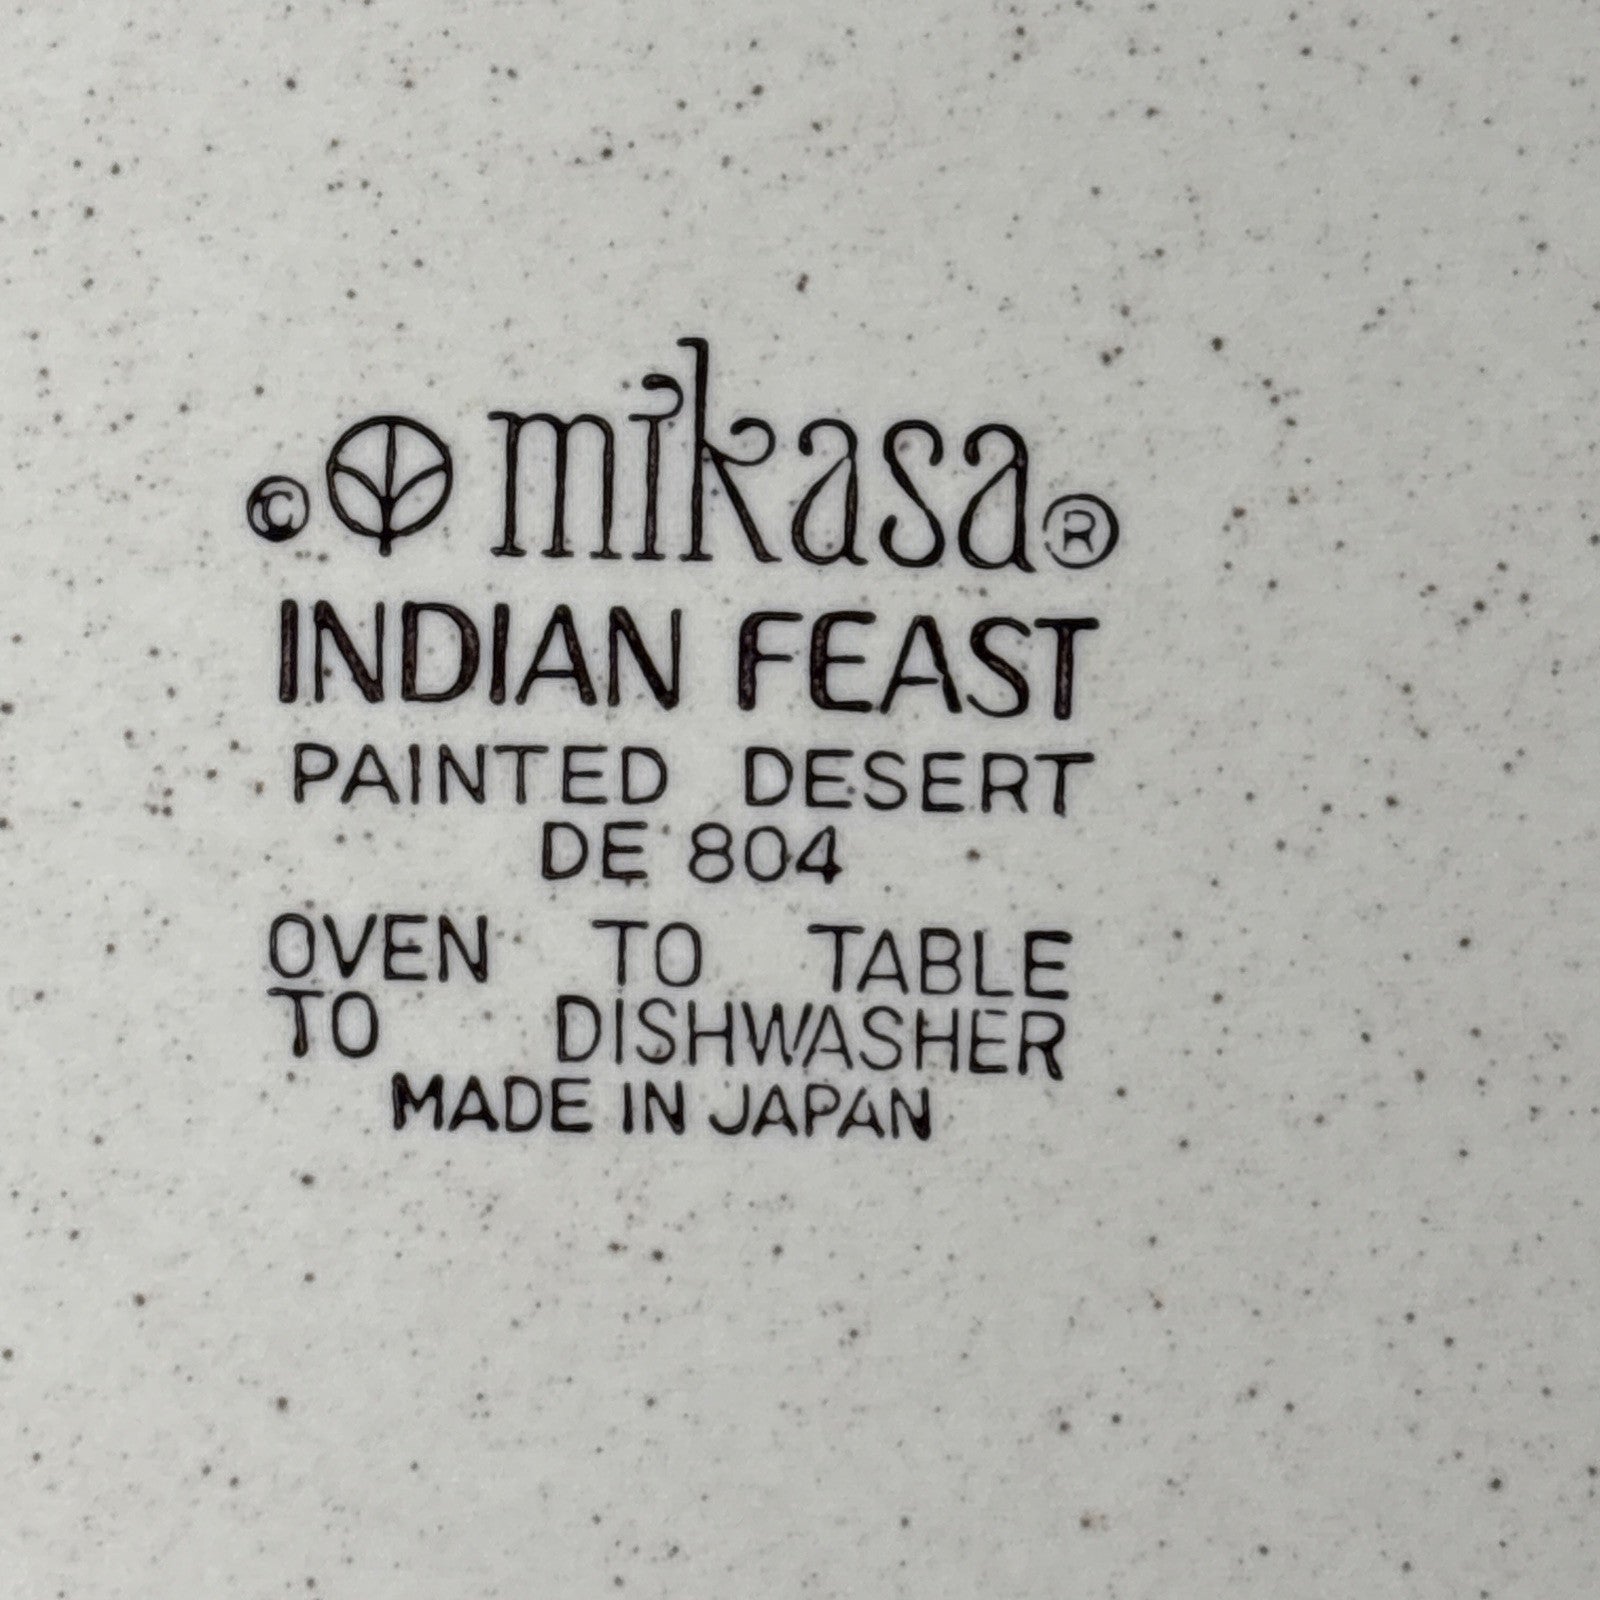 © mikasa ®
INDIAN FEAST
PAINTED DESERT
DE 804
OVEN TO TABLE
TO DISHWASHER
MADE IN JAPAN